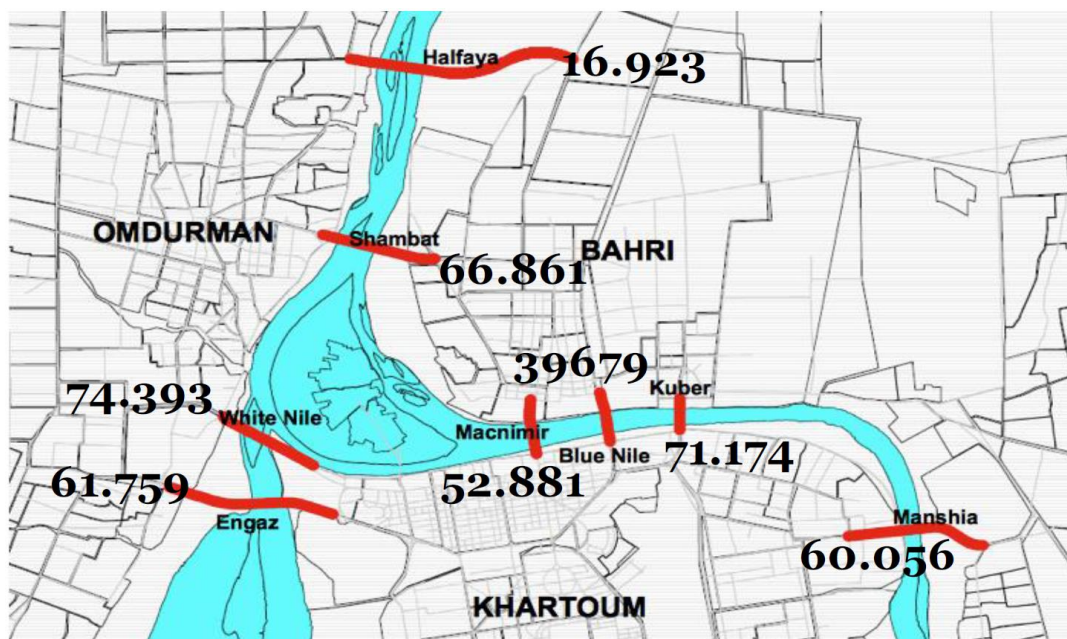 Halfaya
16.923
OMDURMAN
Shambat
BAHRI
66.861
39679
Kuber
74.393
White Nile
Macnimir
Blue Nile
71.174
61.759
52.881
Engaz
Manshia
60.056
KHARTOUM